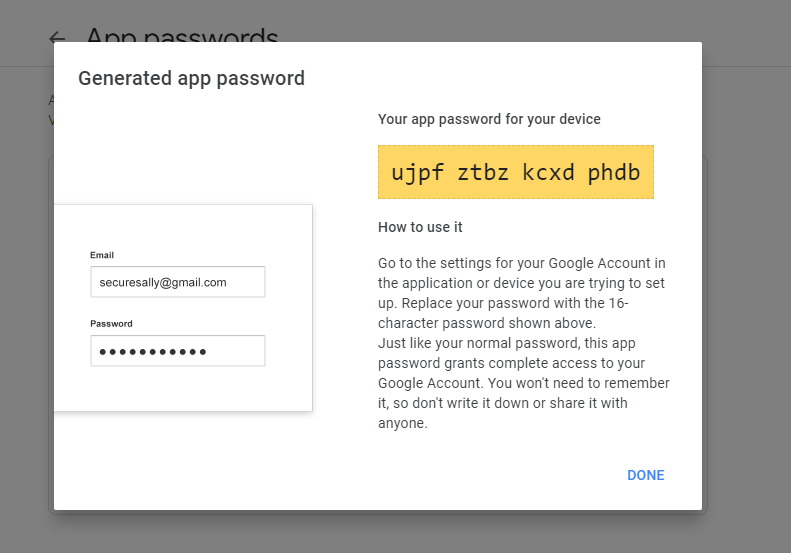 App passwords
Generated app password
Your app password for your device
ujpf ztbz kcxd phdb
How to use it
Go to the settings for your Google Account in
the application or device you are trying to set
up. Replace your password with the 16-
character password shown above.
Just like your normal password, this app
password grants complete access to your
Google Account. You won't need to remember
it, so don't write it down or share it with
anyone.
Email
securesally@gmail.com
Password
●●●●●●●●●●●
DONE